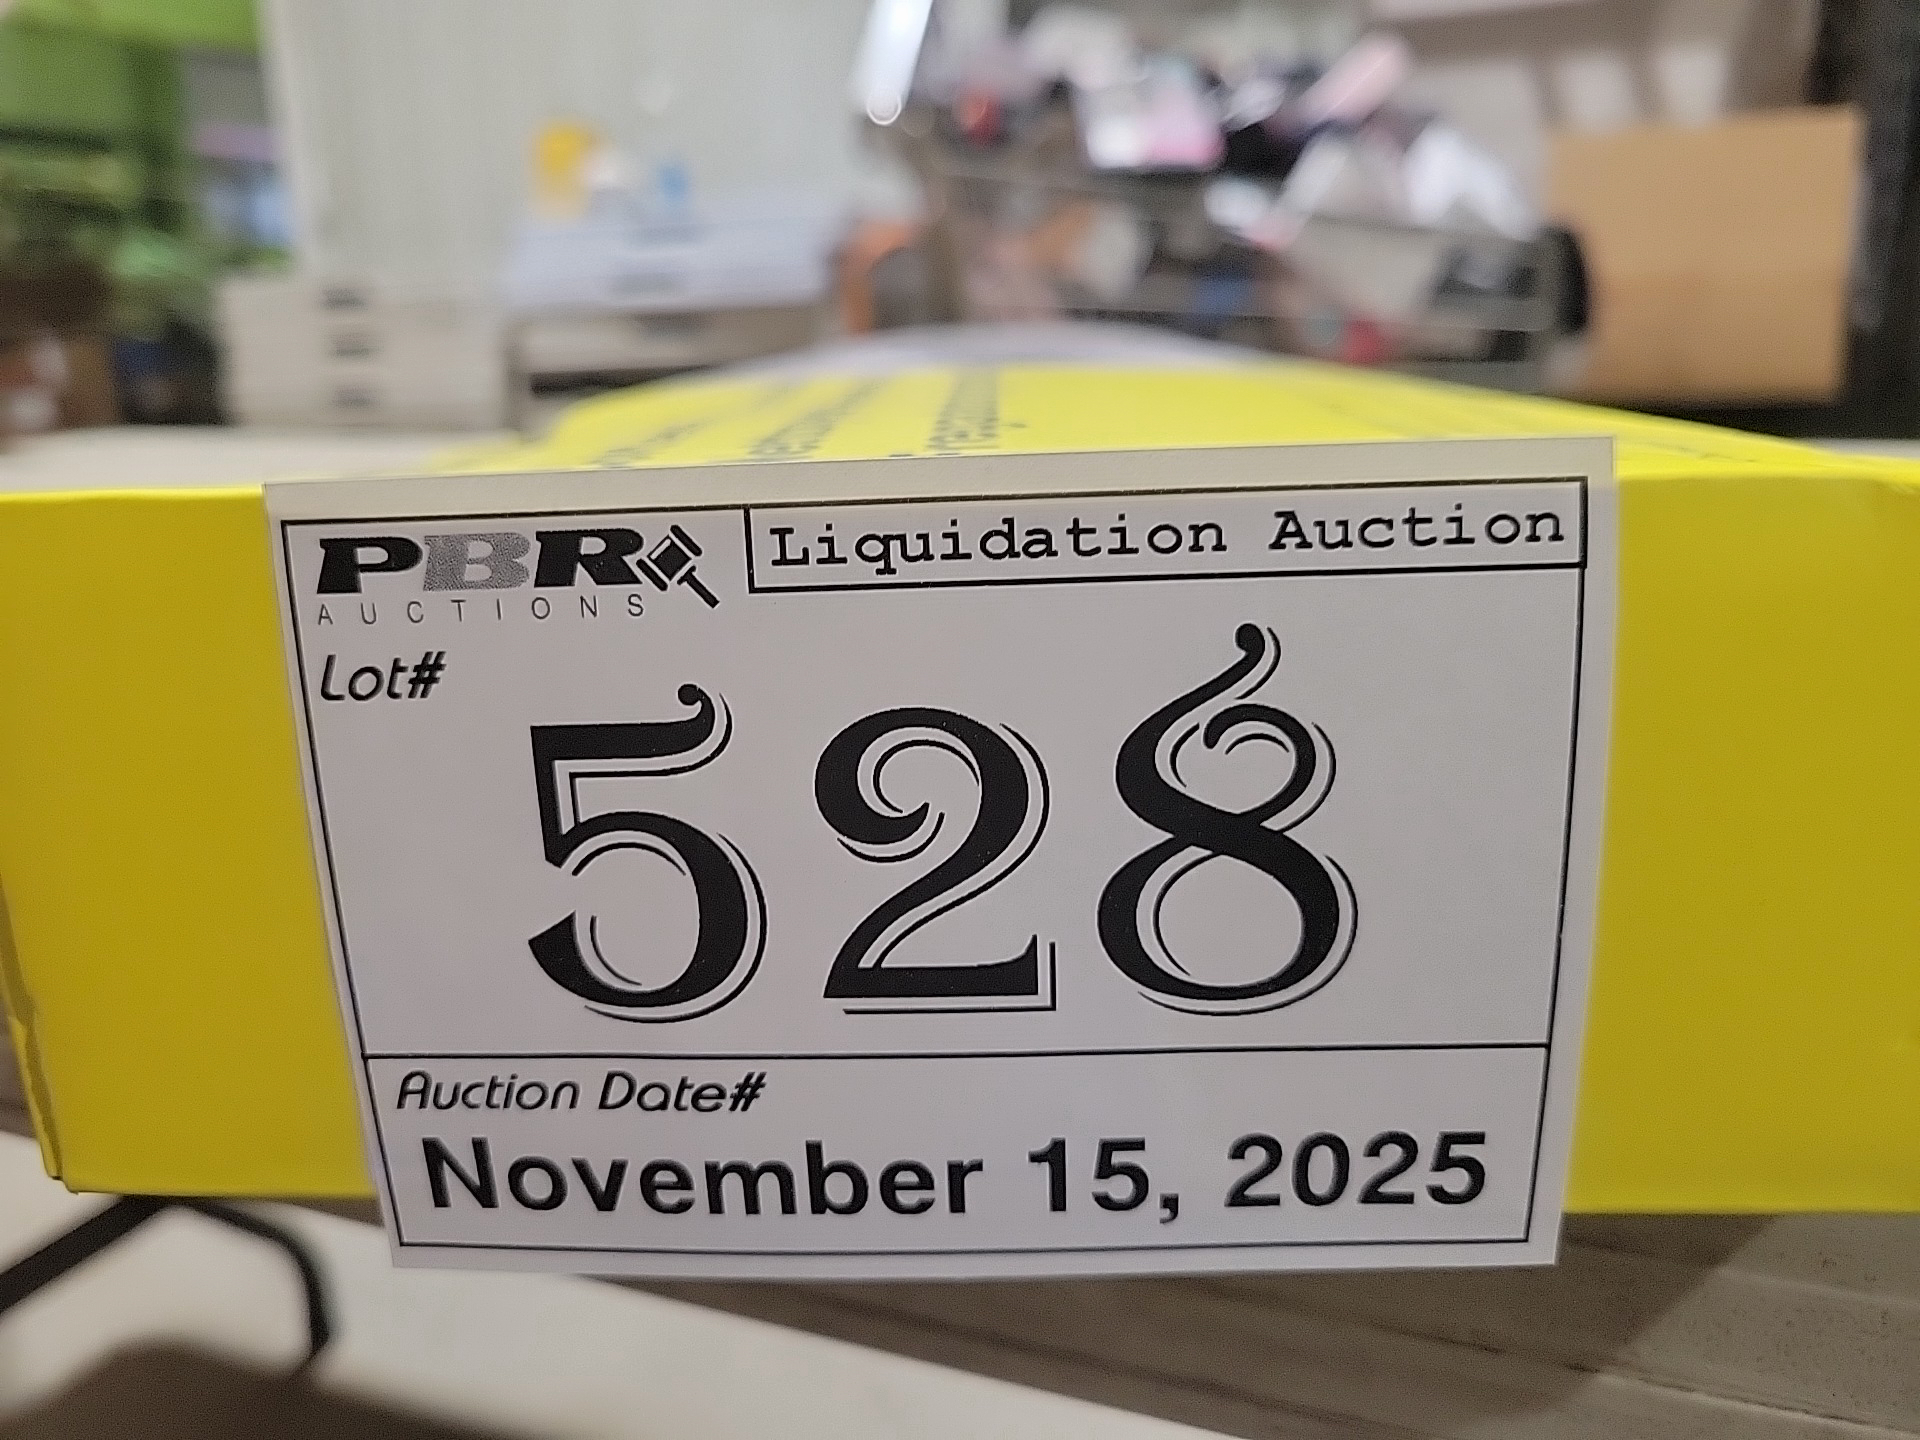 PBR
AUCTIONS
Liquidation Auction
Lot#
528
Auction Date#
November 15, 2025